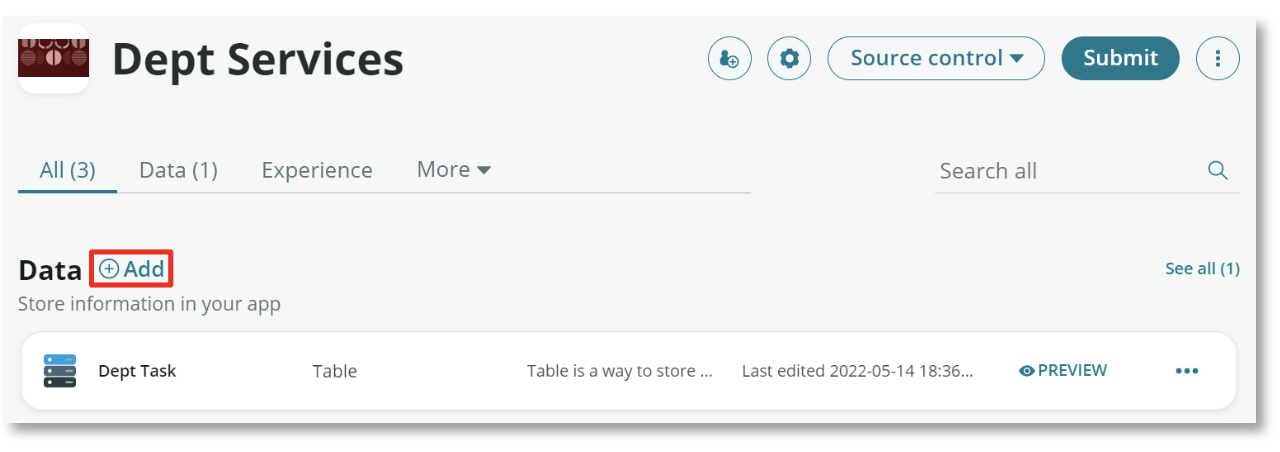 Dept Services
Source control
Submit
All (3)
Data (1)
Experience
More
Search all
Data
Add
See all (1)
Store information in your app
Dept Task
Table
Table is a way to store ...
Last edited 2022-05-14 18:36...
PREVIEW